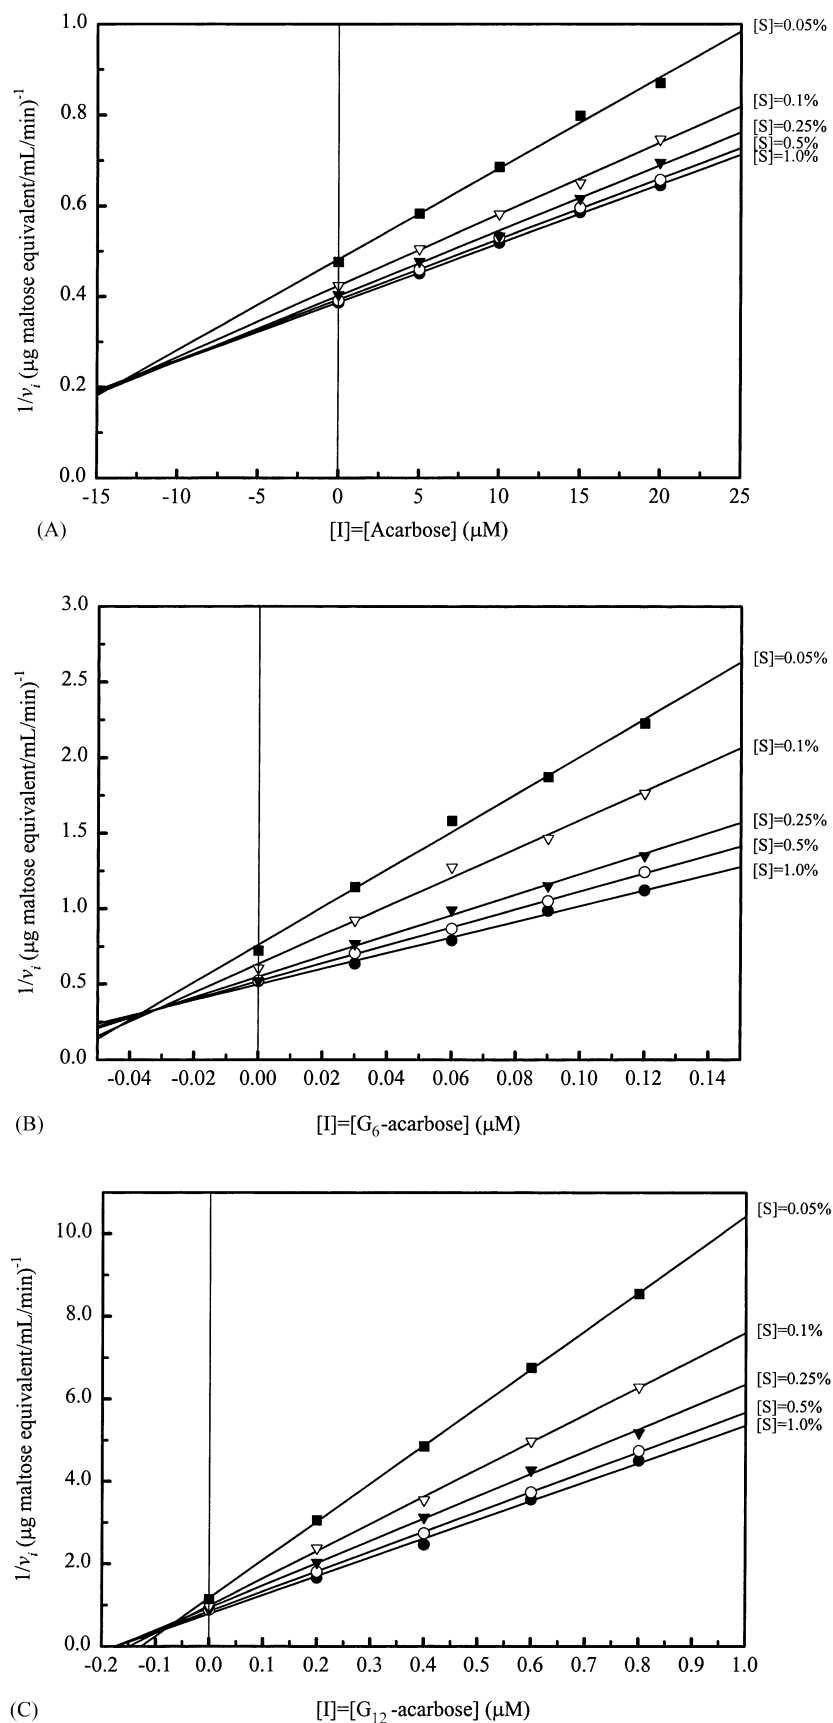 1.0
0.8
0.6
0.4
0.2
0.0
1/νᵢ (μg maltose equivalent/mL/min)⁻¹
[S]=0.05%
[S]=0.1%
[S]=0.25%
[S]=0.5%
[S]=1.0%
-15 -10 -5 0 5 10 15 20 25
(A) [I]=[Acarbose] (μM)
3.0
2.5
2.0
1.5
1.0
0.5
0.0
1/νᵢ (μg maltose equivalent/mL/min)⁻¹
[S]=0.05%
[S]=0.1%
[S]=0.25%
[S]=0.5%
[S]=1.0%
-0.04 -0.02 0.00 0.02 0.04 0.06 0.08 0.10 0.12 0.14
(B) [I]=[G₆-acarbose] (μM)
10.0
8.0
6.0
4.0
2.0
0.0
1/νᵢ (μg maltose equivalent/mL/min)⁻¹
[S]=0.05%
[S]=0.1%
[S]=0.25%
[S]=0.5%
[S]=1.0%
-0.2 -0.1 0.0 0.1 0.2 0.3 0.4 0.5 0.6 0.7 0.8 0.9 1.0
(C) [I]=[G₁₂-acarbose] (μM)